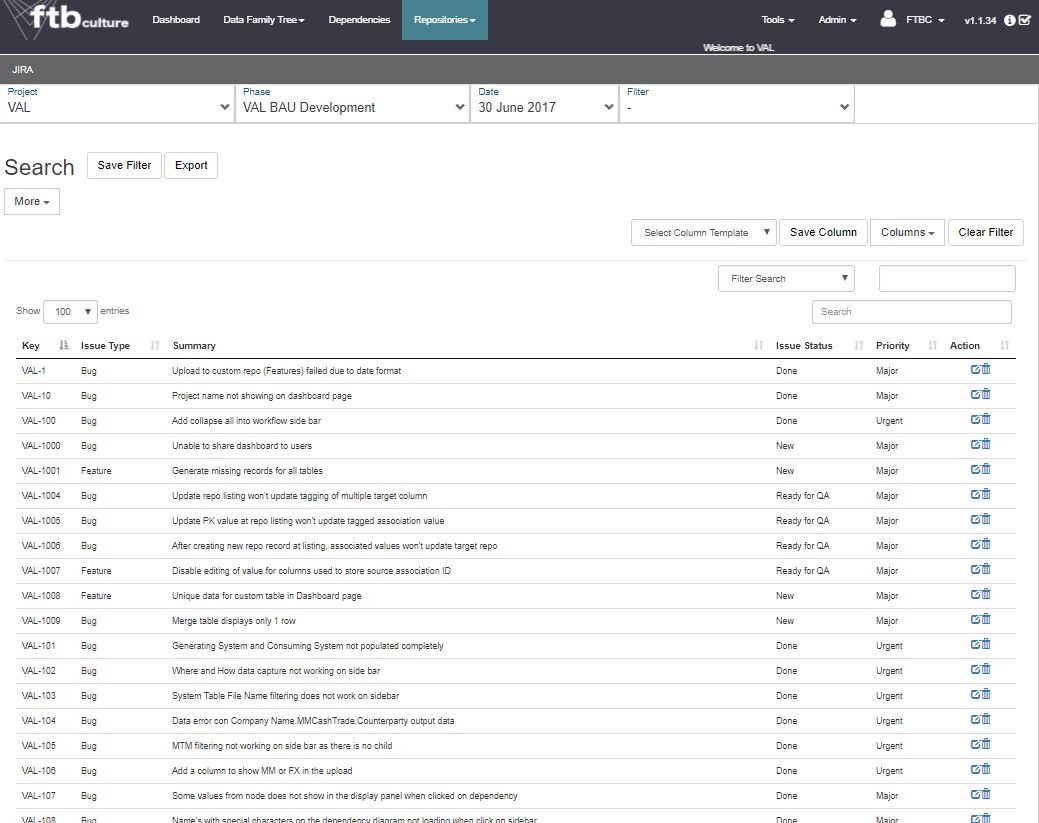 ftb culture Dashboard Data Family Tree Dependencies Repositories Tools Admin FTBC v1.1.34
Welcome to VAL
JIRA
Project Phase Date Filter
VAL VAL BAU Development 30 June 2017 -
Search Save Filter Export
More
Select Column Template Save Column Columns Clear Filter
Filter Search
Show 100 entries Search
Key Issue Type Summary Issue Status Priority Action
VAL-1 Bug Upload to custom repo (Features) failed due to date format Done Major
VAL-10 Bug Project name not showing on dashboard page Done Major
VAL-100 Bug Add collapse all into workflow side bar Done Urgent
VAL-1000 Bug Unable to share dashboard to users New Major
VAL-1001 Feature Generate missing records for all tables New Major
VAL-1004 Bug Update repo listing won't update tagging of multiple target column Ready for QA Major
VAL-1005 Bug Update PK value at repo listing won't update tagged association value Ready for QA Major
VAL-1006 Bug After creating new repo record at listing, associated values won't update target repo Ready for QA Major
VAL-1007 Feature Disable editing of value for columns used to store source association ID Ready for QA Major
VAL-1008 Feature Unique data for custom table in Dashboard page New Major
VAL-1009 Bug Merge table displays only 1 row New Major
VAL-101 Bug Generating System and Consuming System not populated completely Done Urgent
VAL-102 Bug Where and How data capture not working on side bar Done Urgent
VAL-103 Bug System Table File Name filtering does not work on sidebar Done Urgent
VAL-104 Bug Data error con Company Name.MMCashTrade.Counterparty output data Done Urgent
VAL-105 Bug MTM filtering not working on side bar as there is no child Done Urgent
VAL-106 Bug Add a column to show MM or FX in the upload Done Urgent
VAL-107 Bug Some values from node does not show in the display panel when clicked on dependency Done Major
VAL-108 Bug Name's with special characters on the dependency diagram not loading when click on sidebar Done Urgent